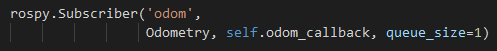 rospy.Subscriber('odom',
Odometry, self.odom_callback, queue_size=1)